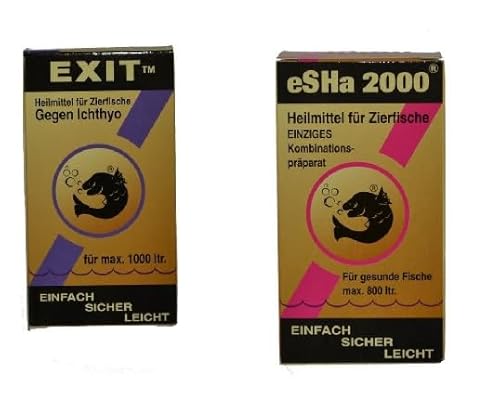 EXIT™
Heilmittel für Zierfische
Gegen Ichthyo
®
für max. 1000 ltr.
EINFACH
SICHER
LEICHT
eSHa 2000®
Heilmittel für Zierfische
EINZIGES
Kombinations-
präparat
®
Für gesunde Fische
max. 800 ltr.
EINFACH
SICHER
LEICHT